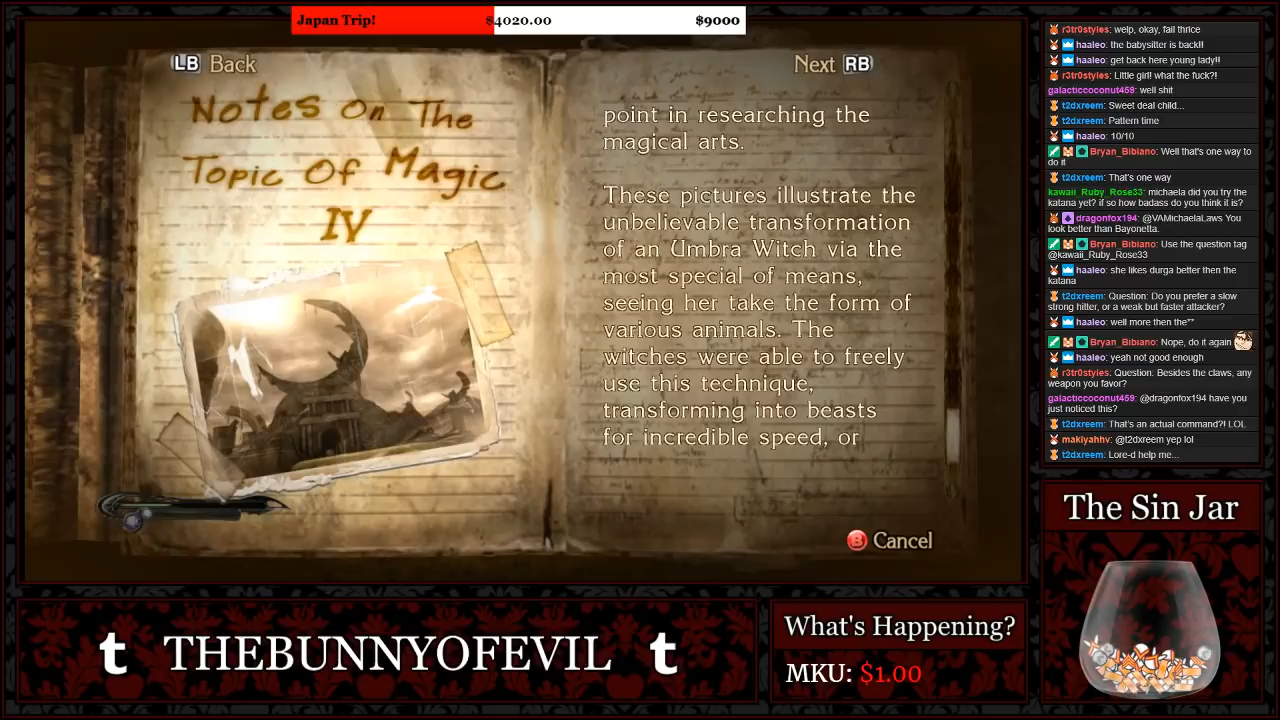 Japan Trip!
$4020.00
$9000
LB Back
Next RB
Notes On The
Topic Of Magic
IV
point in researching the
magical arts.
These pictures illustrate the
unbelievable transformation
of an Umbra Witch via the
most special of means,
seeing her take the form of
various animals. The
witches were able to freely
use this technique,
transforming into beasts
for incredible speed, or
B Cancel
r3tr0styles: welp, okay, fail thrice
haaleo: the babysitter is back!!
haaleo: get back here young lady!!
r3tr0styles: Little girl! what the fuck?!
galacticcoconut459: well shit
t2dxreem: Sweet deal child...
t2dxreem: Pattern time
haaleo: 10/10
Bryan_Bibiano: Well that's one way to
do it
t2dxreem: That's one way
kawaii_Ruby_Rose33: michaela did you try the
katana yet? if so how badass do you think it is?
dragonfox194: @VAMichaelaLaws You
look better than Bayonetta.
Bryan_Bibiano: Use the question tag
@kawaii_Ruby_Rose33
haaleo: she likes durga better then the
katana
t2dxreem: Question: Do you prefer a slow
strong hitter, or a weak but faster attacker?
haaleo: well more then the**
Bryan_Bibiano: Nope, do it again
haaleo: yeah not good enough
r3tr0styles: Question: Besides the claws, any
weapon you favor?
galacticcoconut459: @dragonfox194 have you
just noticed this?
t2dxreem: That's an actual command?! LOL
makiyahhv: @t2dxreem yep lol
t2dxreem: Lore-d help me...
The Sin Jar
t THEBUNNYOFEVIL t
What's Happening?
MKU: $1.00